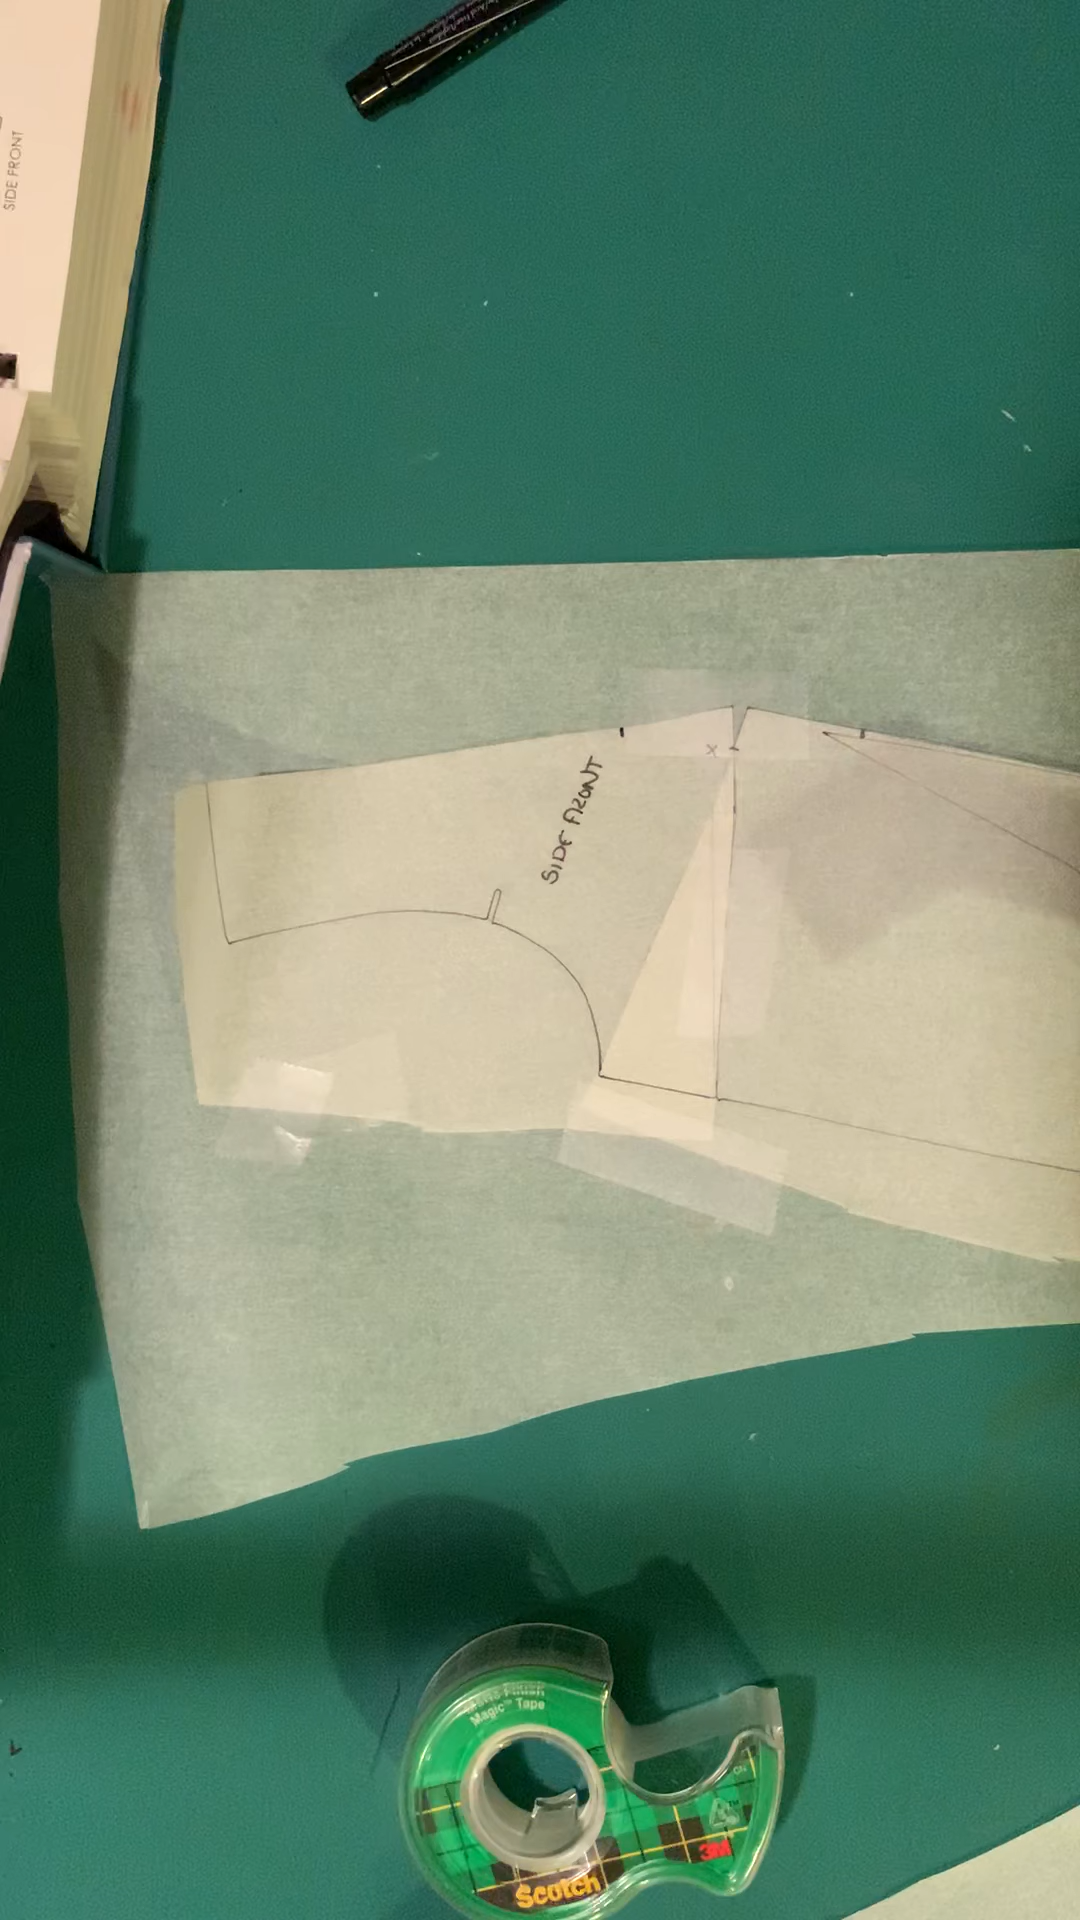 SIDE FRONT
SIDE FRONT
x
Magic™ Tape
3M
Scotch